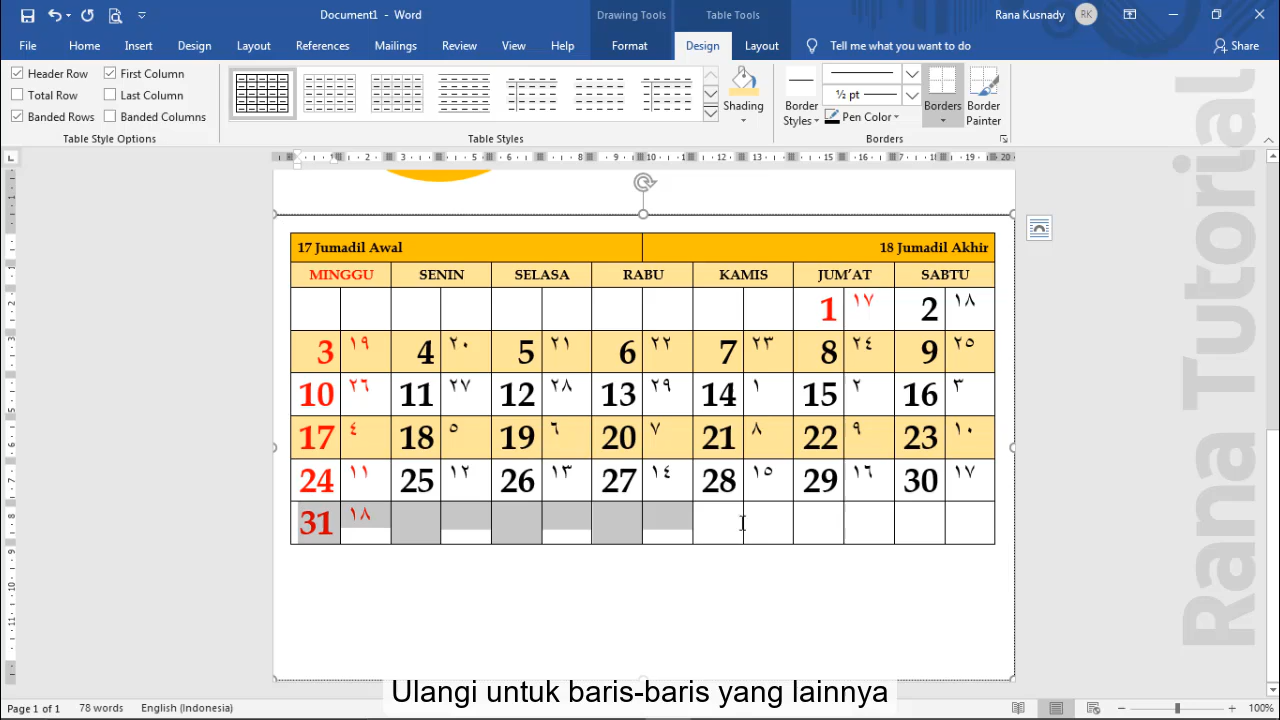 Document1 - Word
Drawing Tools
Table Tools
Rana Kusnady
RK
File Home Insert Design Layout References Mailings Review View Help Format Design Layout Tell me what you want to do Share
Header Row First Column
Total Row Last Column
Banded Rows Banded Columns
Table Style Options
Table Styles
Shading
Border Styles
½ pt
Pen Color
Borders
Border Painter
Borders
17 Jumadil Awal 18 Jumadil Akhir
MINGGU SENIN SELASA RABU KAMIS JUM'AT SABTU
1 ١٧ 2 ١٨
3 ١٩ 4 ٢٠ 5 ٢١ 6 ٢٢ 7 ٢٣ 8 ٢٤ 9 ٢٥
10 ٢٦ 11 ٢٧ 12 ٢٨ 13 ٢٩ 14 ١ 15 ٢ 16 ٣
17 ٤ 18 ٥ 19 ٦ 20 ٧ 21 ٨ 22 ٩ 23 ١٠
24 ١١ 25 ١٢ 26 ١٣ 27 ١٤ 28 ١٥ 29 ١٦ 30 ١٧
31 ١٨
Rana Tutorial
Ulangi untuk baris-baris yang lainnya
Page 1 of 1 78 words English (Indonesia) 100%